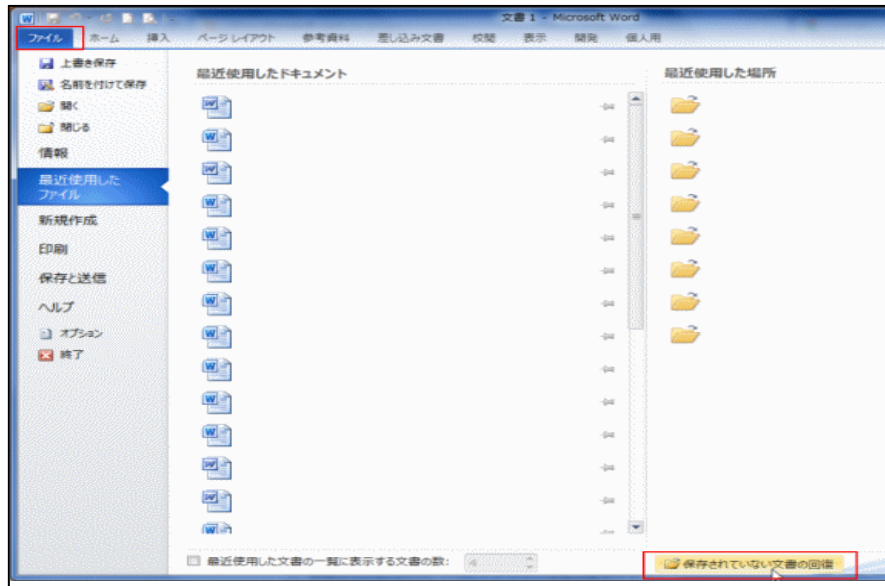 文書 1 - Microsoft Word
ファイル ホーム 挿入 ページ レイアウト 参考資料 差し込み文書 校閲 表示 開発 個人用
上書き保存
名前を付けて保存
開く
閉じる
情報
最近使用した
ファイル
新規作成
印刷
保存と送信
ヘルプ
オプション
終了
最近使用したドキュメント
最近使用した場所
最近使用した文書の一覧に表示する文書の数: 4
保存されていない文書の回復